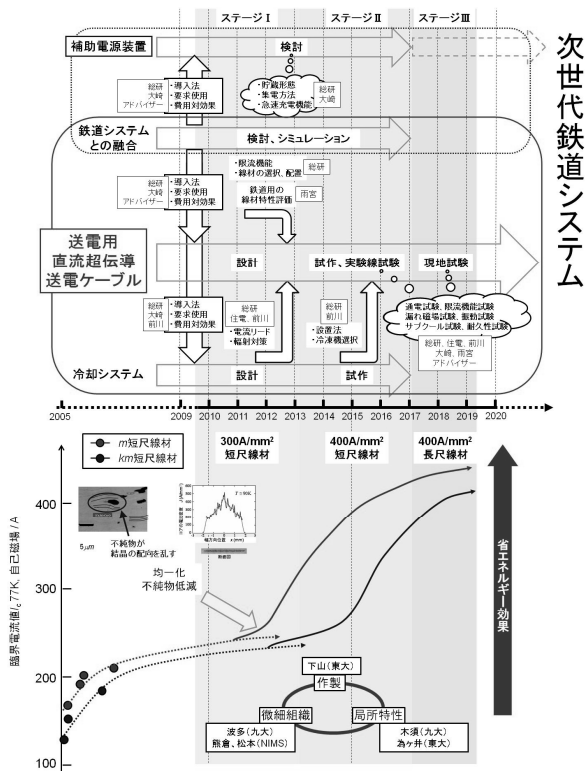 ステージⅠ
ステージⅡ
ステージⅢ
次世代鉄道システム
補助電源装置
検討
総研
大崎
アドバイザー
・導入法
・要求使用
・費用対効果
・貯蔵形態
・集電方法
・急速充電機能
総研
大崎
鉄道システム
との融合
検討、シミュレーション
総研
大崎
アドバイザー
・導入法
・要求使用
・費用対効果
・限流機能
・線材の選択、配置
総研
鉄道用の
線材特性評価
雨宮
送電用
直流超伝導
送電ケーブル
設計
試作、実験線試験
現地試験
総研
大崎
前川
・導入法
・要求使用
・費用対効果
総研
住電、前川
・電流リード
・輻射対策
総研
前川
・設置法
・冷凍機選択
通電試験、限流機能試験
漏れ磁場試験、振動試験
サブクール試験、耐久性試験
総研、住電、前川
大崎、雨宮
アドバイザー
冷却システム
設計
試作
2005
2009
2010
2011
2012
2013
2014
2015
2016
2017
2018
2019
2020
m短尺線材
km短尺線材
300A/mm²
短尺線材
400A/mm²
短尺線材
400A/mm²
長尺線材
臨界電流値Ic 77K, 自己磁場 / A
400
300
200
100
5μm
不純物が
結晶の配向を乱す
均一化
不純物低減
省エネルギー効果
下山(東大)
作製
微細組織
局所特性
波多(九大)
熊倉、松本(NIMS)
木須(九大)
為ヶ井(東大)